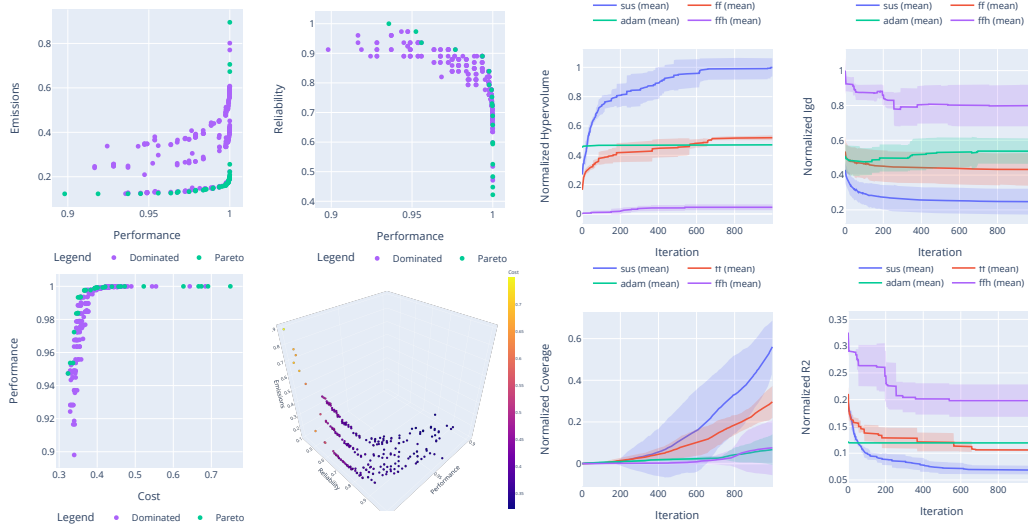 sus (mean) ff (mean)
adam (mean) ffh (mean)
sus (mean) ff (mean)
adam (mean) ffh (mean)
Emissions
0.8
0.6
0.4
0.2
0.9 0.95 1
Performance
Legend Dominated Pareto
Reliability
1
0.9
0.8
0.7
0.6
0.5
0.4
0.9 0.95 1
Performance
Legend Dominated Pareto
Normalized Hypervolume
1
0.8
0.6
0.4
0.2
0
0 200 400 600 800
Iteration
Normalized Igd
1
0.8
0.6
0.4
0.2
0 200 400 600 800
Iteration
Performance
1
0.98
0.96
0.94
0.92
0.9
0.3 0.4 0.5 0.6 0.7
Cost
Legend Dominated Pareto
Cost
Emissions
Reliability
Performance
sus (mean) ff (mean)
adam (mean) ffh (mean)
Normalized Coverage
0.6
0.4
0.2
0
0 200 400 600 800
Iteration
sus (mean) ff (mean)
adam (mean) ffh (mean)
Normalized R2
0.35
0.3
0.25
0.2
0.15
0.1
0.05
0 200 400 600 800
Iteration